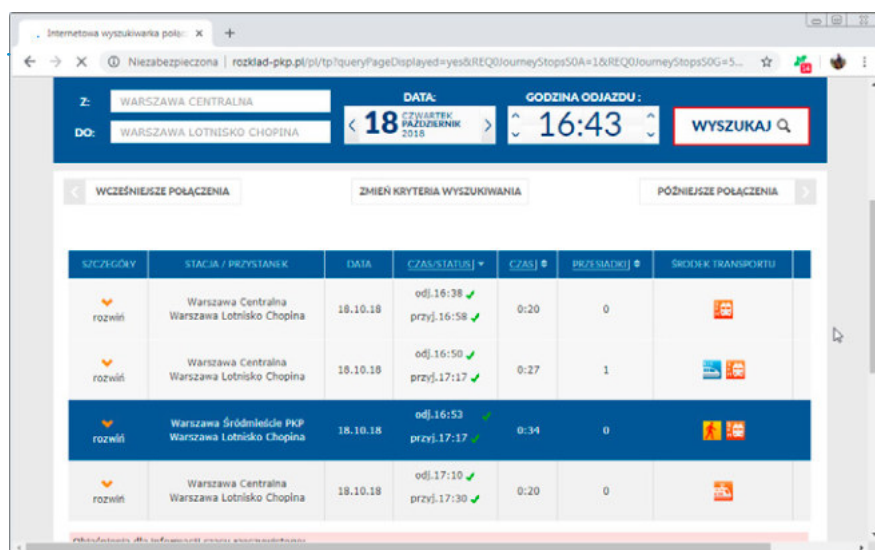 Internetowa wyszukiwarka połąc
Niezabezpieczona | rozklad-pkp.pl/pl/tp?queryPageDisplayed=yes&REQ0JourneyStopsS0A=1&REQ0JourneyStopsS0G=5...
Z: WARSZAWA CENTRALNA
DO: WARSZAWA LOTNISKO CHOPINA
DATA:
18 CZWARTEK
PAŹDZIERNIK
2018
GODZINA ODJAZDU :
16:43
WYSZUKAJ
WCZEŚNIEJSZE POŁĄCZENIA ZMIEŃ KRYTERIA WYSZUKIWANIA PÓŹNIEJSZE POŁĄCZENIA
SZCZEGÓŁY STACJA / PRZYSTANEK DATA CZAS/STATUS| CZAS| PRZESIADKI| ŚRODEK TRANSPORTU
rozwiń
Warszawa Centralna
Warszawa Lotnisko Chopina
18.10.18
odj.16:38
przyj.16:58
0:20
0
rozwiń
Warszawa Centralna
Warszawa Lotnisko Chopina
18.10.18
odj.16:50
przyj.17:17
0:27
1
rozwiń
Warszawa Śródmieście PKP
Warszawa Lotnisko Chopina
18.10.18
odj.16:53
przyj.17:17
0:34
0
rozwiń
Warszawa Centralna
Warszawa Lotnisko Chopina
18.10.18
odj.17:10
przyj.17:30
0:20
0